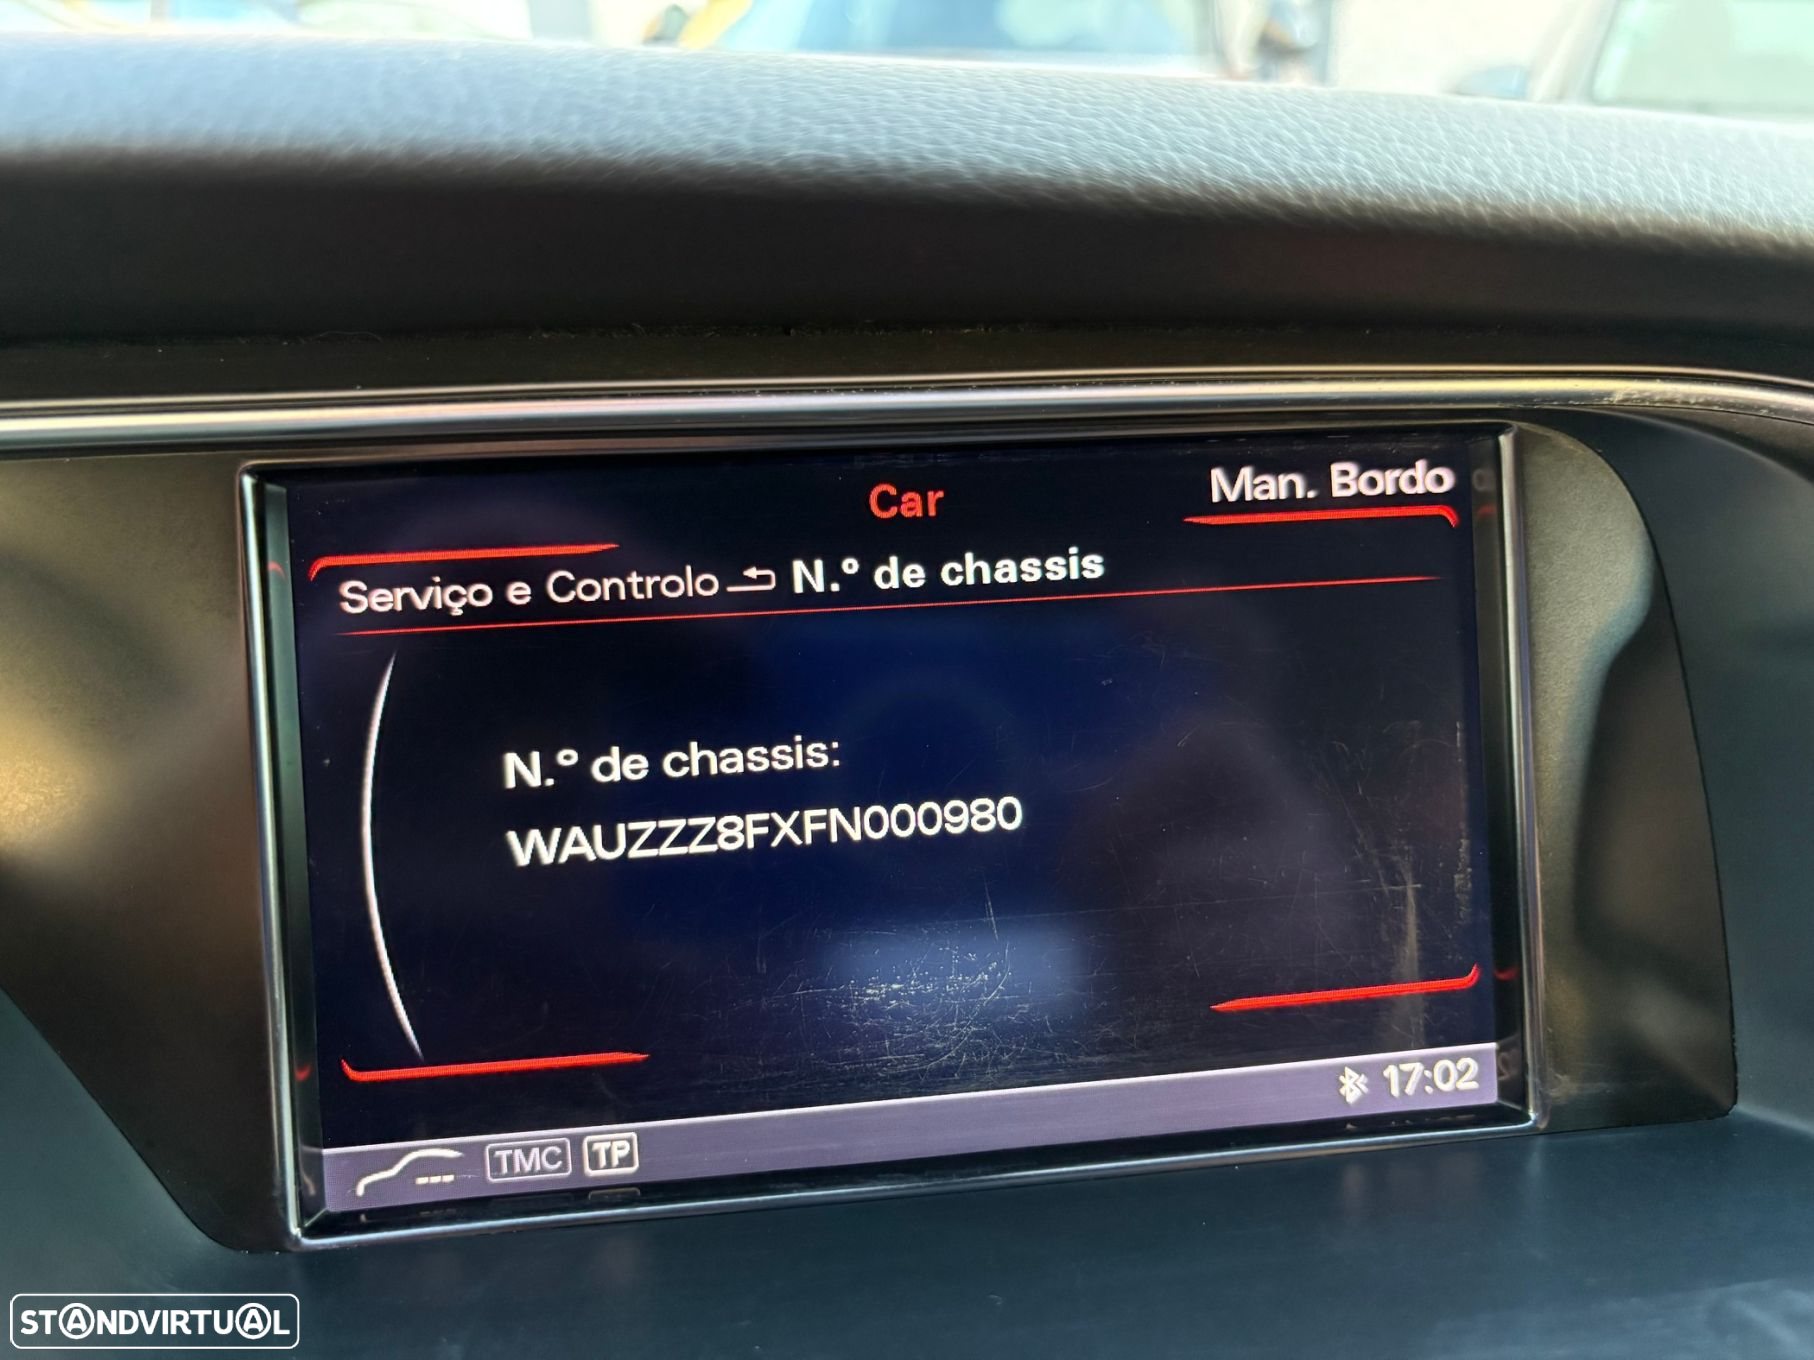 Car
Man. Bordo
Serviço e Controlo N.º de chassis
N.º de chassis:
WAUZZZ8FXFN000980
17:02
TMC TP
STANDVIRTUAL